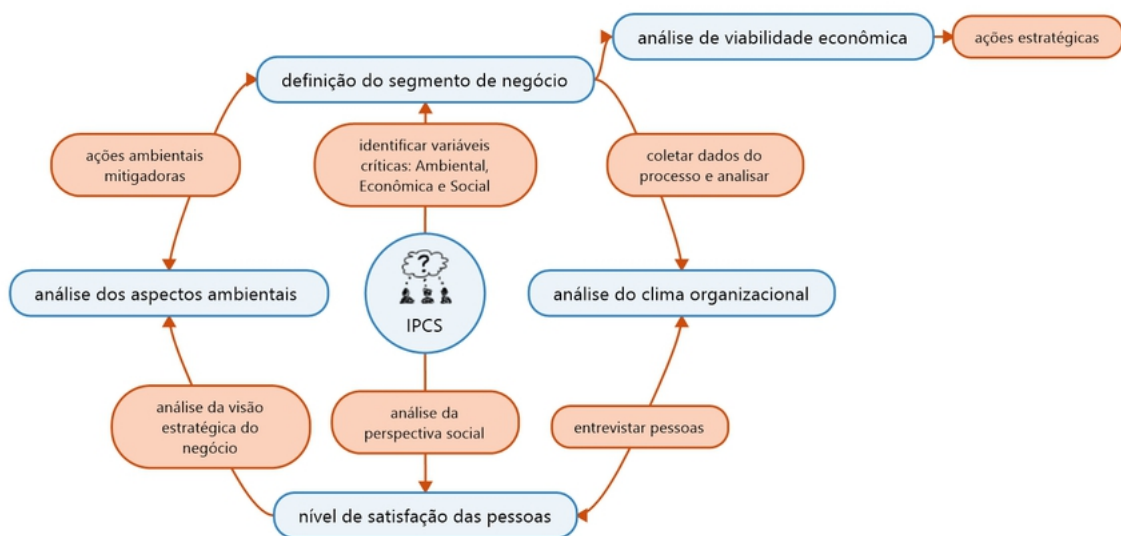 análise de viabilidade econômica
ações estratégicas
definição do segmento de negócio
ações ambientais
mitigadoras
identificar variáveis
críticas: Ambiental,
Econômica e Social
coletar dados do
processo e analisar
?
análise dos aspectos ambientais
IPCS
análise do clima organizacional
análise da visão
estratégica do
negócio
análise da
perspectiva social
entrevistar pessoas
nível de satisfação das pessoas